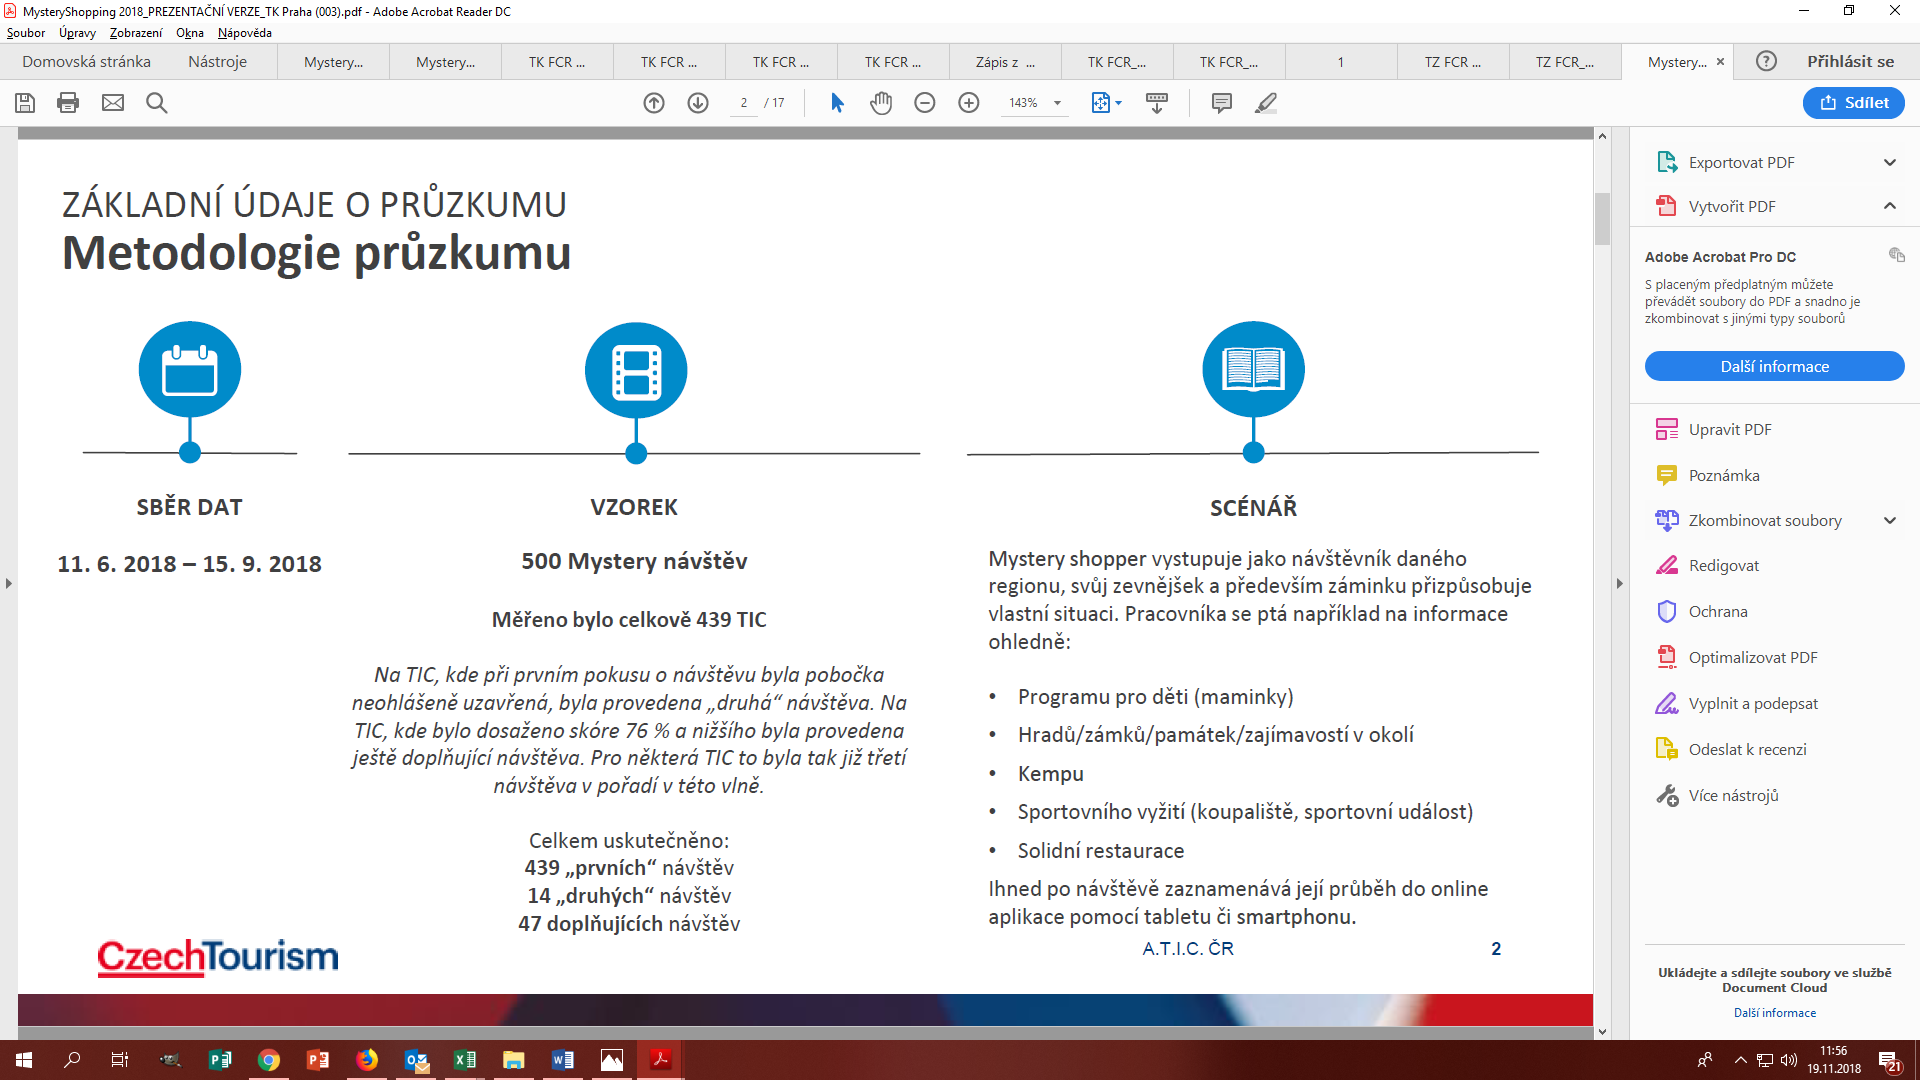 MysteryShopping 2018_PREZENTAČNÍ VERZE_TK Praha (003).pdf - Adobe Acrobat Reader DC
Soubor Úpravy Zobrazení Okna Nápověda
Domovská stránka Nástroje Mystery... Mystery... TK FCR ... TK FCR ... TK FCR ... TK FCR ... Zápis z ... TK FCR_... TK FCR_... 1 TZ FCR ... TZ FCR_... Mystery... Přihlásit se
2 / 17 143% Sdílet
ZÁKLADNÍ ÚDAJE O PRŮZKUMU
Metodologie průzkumu
SBĚR DAT
11. 6. 2018 – 15. 9. 2018
VZOREK
500 Mystery návštěv
Měřeno bylo celkově 439 TIC
Na TIC, kde při prvním pokusu o návštěvu byla pobočka
neohlášeně uzavřená, byla provedena „druhá“ návštěva. Na
TIC, kde bylo dosaženo skóre 76 % a nižšího byla provedena
ještě doplňující návštěva. Pro některá TIC to byla tak již třetí
návštěva v pořadí v této vlně.
Celkem uskutečněno:
439 „prvních“ návštěv
14 „druhých“ návštěv
47 doplňujících návštěv
SCÉNÁŘ
Mystery shopper vystupuje jako návštěvník daného
regionu, svůj zevnějšek a především záminku přizpůsobuje
vlastní situaci. Pracovníka se ptá například na informace
ohledně:
• Programu pro děti (maminky)
• Hradů/zámků/památek/zajímavostí v okolí
• Kempu
• Sportovního vyžití (koupaliště, sportovní událost)
• Solidní restaurace
Ihned po návštěvě zaznamenává její průběh do online
aplikace pomocí tabletu či smartphonu.
CzechTourism
A.T.I.C. ČR 2
Exportovat PDF
Vytvořit PDF
Adobe Acrobat Pro DC
S placeným předplatným můžete
převádět soubory do PDF a snadno je
zkombinovat s jinými typy souborů
Další informace
Upravit PDF
Poznámka
Zkombinovat soubory
Redigovat
Ochrana
Optimalizovat PDF
Vyplnit a podepsat
Odeslat k recenzi
Více nástrojů
Ukládejte a sdílejte soubory ve službě
Document Cloud
Další informace
11:56
19.11.2018
21